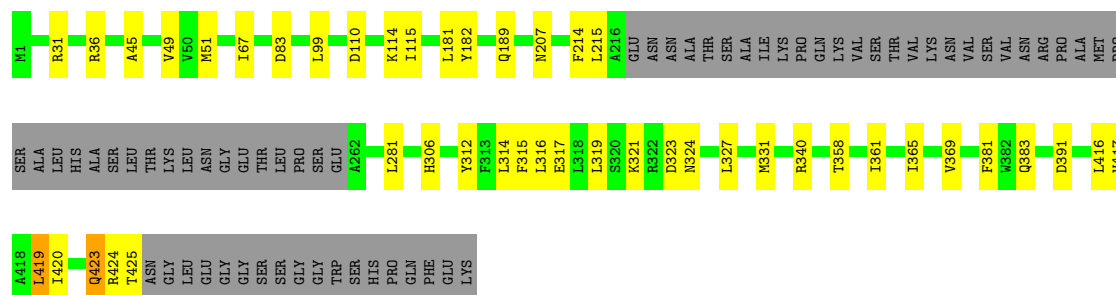 M1 R31 R36 A45 V49 V50 M51 I67 D83 L99 D110 K114 I115 L181 Y182 Q189 N207 F214 L215 A216 GLU ASN ASN ALA THR SER ALA ILE LYS PRO GLN LYS VAL SER THR VAL LYS ASN VAL SER VAL ASN ARG PRO ALA MET
SER ALA LEU HIS ALA SER LEU THR LYS LEU ASN GLY GLU THR LEU PRO SER GLU A262 L281 H306 Y312 F313 L314 F315 L316 E317 L318 L319 S320 K321 R322 D323 N324 L327 M331 R340 T358 I361 I365 V369 F381 W382 Q383 D391 L416
A418 L419 I420 Q423 R424 T425 ASN GLY LEU GLU GLY GLY SER SER GLY GLY TRP SER HIS PRO GLN PHE GLU LYS